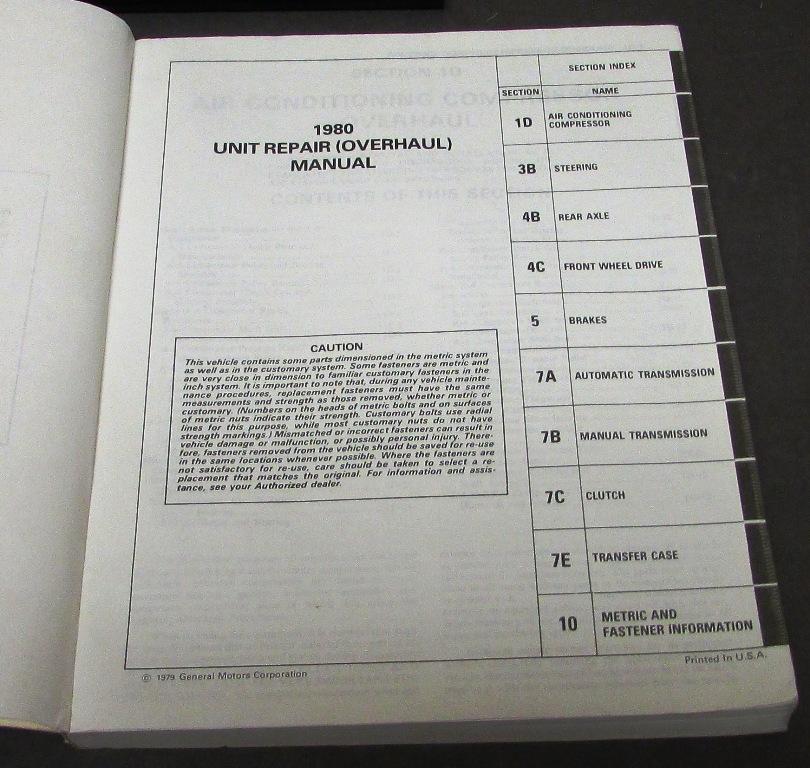 1980
UNIT REPAIR (OVERHAUL)
MANUAL
CAUTION
This vehicle contains some parts dimensioned in the metric system
as well as in the customary system. Some fasteners are metric and
are very close in dimension to familiar customary fasteners in the
inch system. It is important to note that, during any vehicle mainte-
nance procedures, replacement fasteners must have the same
measurements and strength as those removed, whether metric or
customary. (Numbers on the heads of metric bolts and on surfaces
of metric nuts indicate their strength. Customary bolts use radial
lines for this purpose, while most customary nuts do not have
strength markings.) Mismatched or incorrect fasteners can result in
vehicle damage or malfunction, or possibly personal injury. There-
fore, fasteners removed from the vehicle should be saved for re-use
in the same locations whenever possible. Where the fasteners are
not satisfactory for re-use, care should be taken to select a re-
placement that matches the original. For information and assis-
tance, see your Authorized dealer.
SECTION INDEX
SECTION NAME
1D AIR CONDITIONING
COMPRESSOR
3B STEERING
4B REAR AXLE
4C FRONT WHEEL DRIVE
5 BRAKES
7A AUTOMATIC TRANSMISSION
7B MANUAL TRANSMISSION
7C CLUTCH
7E TRANSFER CASE
10 METRIC AND
FASTENER INFORMATION
© 1979 General Motors Corporation
Printed in U.S.A.
SECTION 1D
AIR CONDITIONING COMPRESSOR
OVERHAUL
CONTENTS OF THIS SECTION